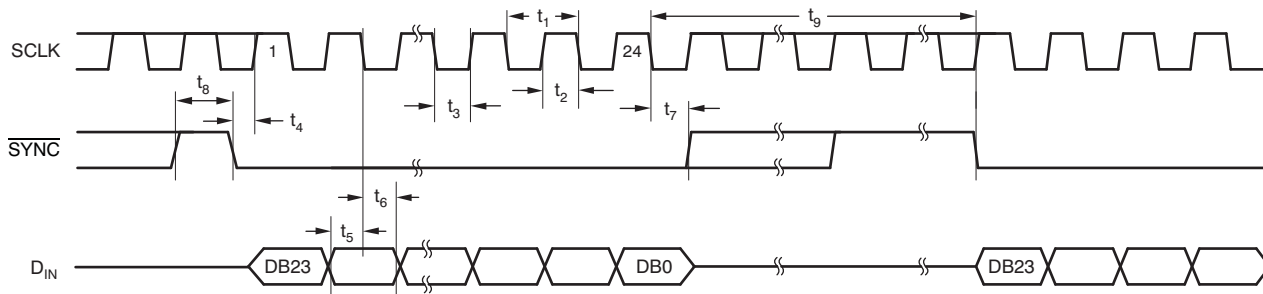 t1 t9
SCLK 1 24
t8 t3 t2 t7
t4
SYNC
t6
t5
DIN DB23 DB0 DB23